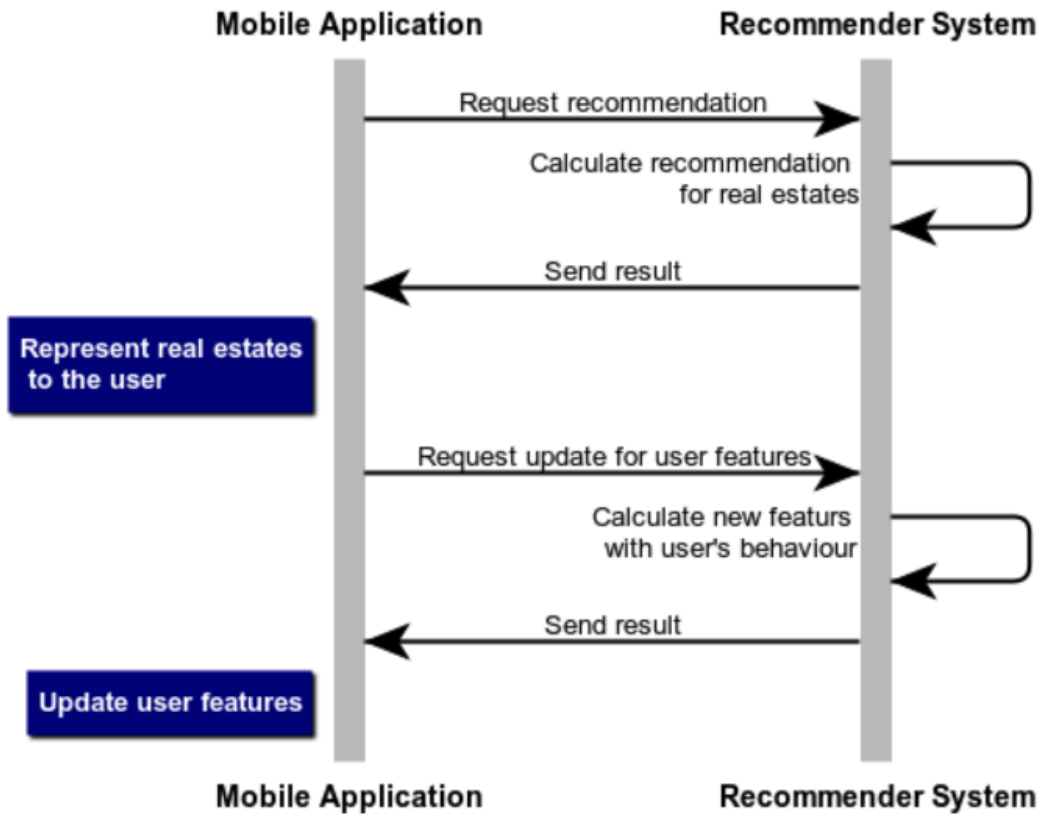 Mobile Application
Recommender System
Request recommendation
Calculate recommendation
for real estates
Send result
Represent real estates
to the user
Request update for user features
Calculate new featurs
with user's behaviour
Send result
Update user features
Mobile Application
Recommender System